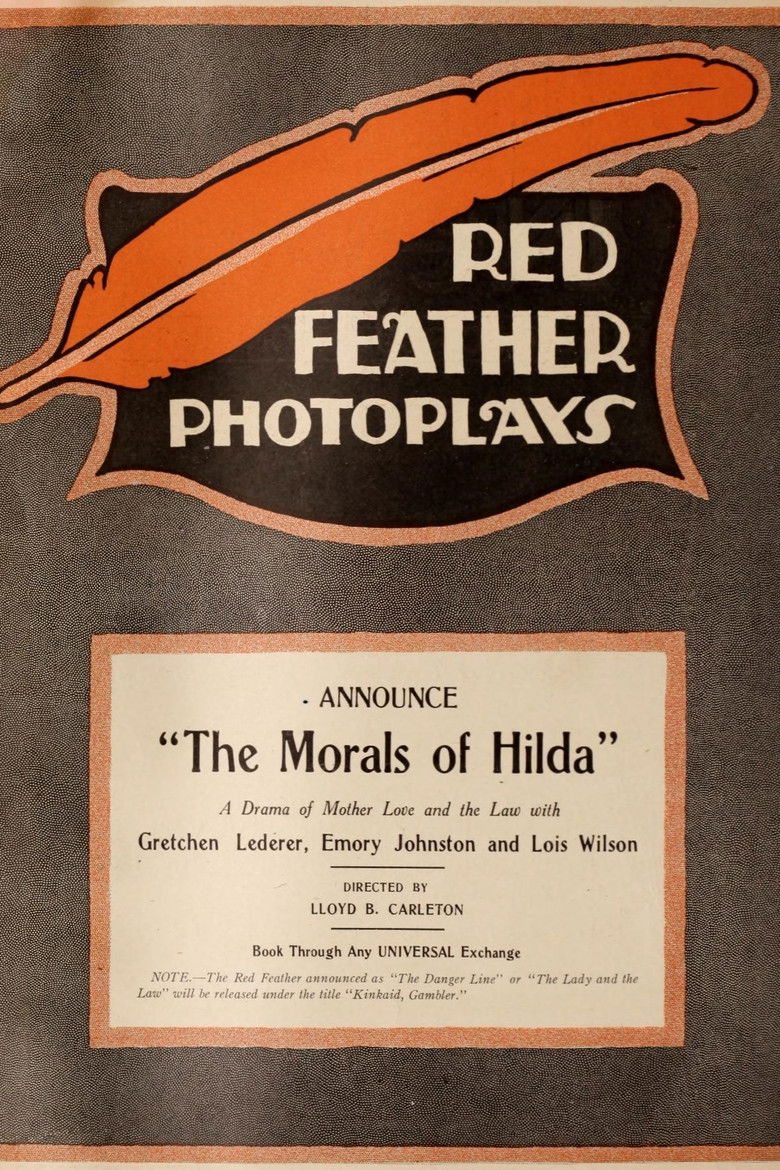 RED
FEATHER
PHOTOPLAYS
ANNOUNCE
“The Morals of Hilda”
A Drama of Mother Love and the Law with
Gretchen Lederer, Emory Johnston and Lois Wilson
DIRECTED BY
LLOYD B. CARLETON
Book Through Any UNIVERSAL Exchange
NOTE.—The Red Feather announced as “The Danger Line” or “The Lady and the
Law” will be released under the title “Kinkaid, Gambler.”